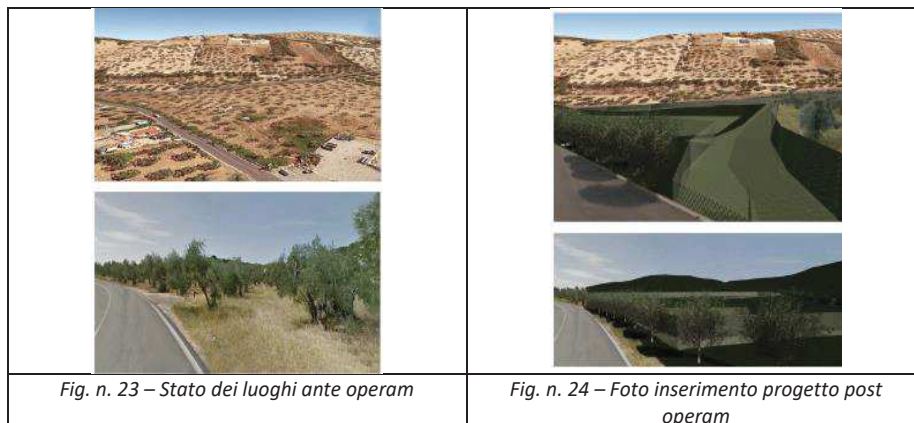 Fig. n. 23 – Stato dei luoghi ante operam
Fig. n. 24 – Foto inserimento progetto post
operam